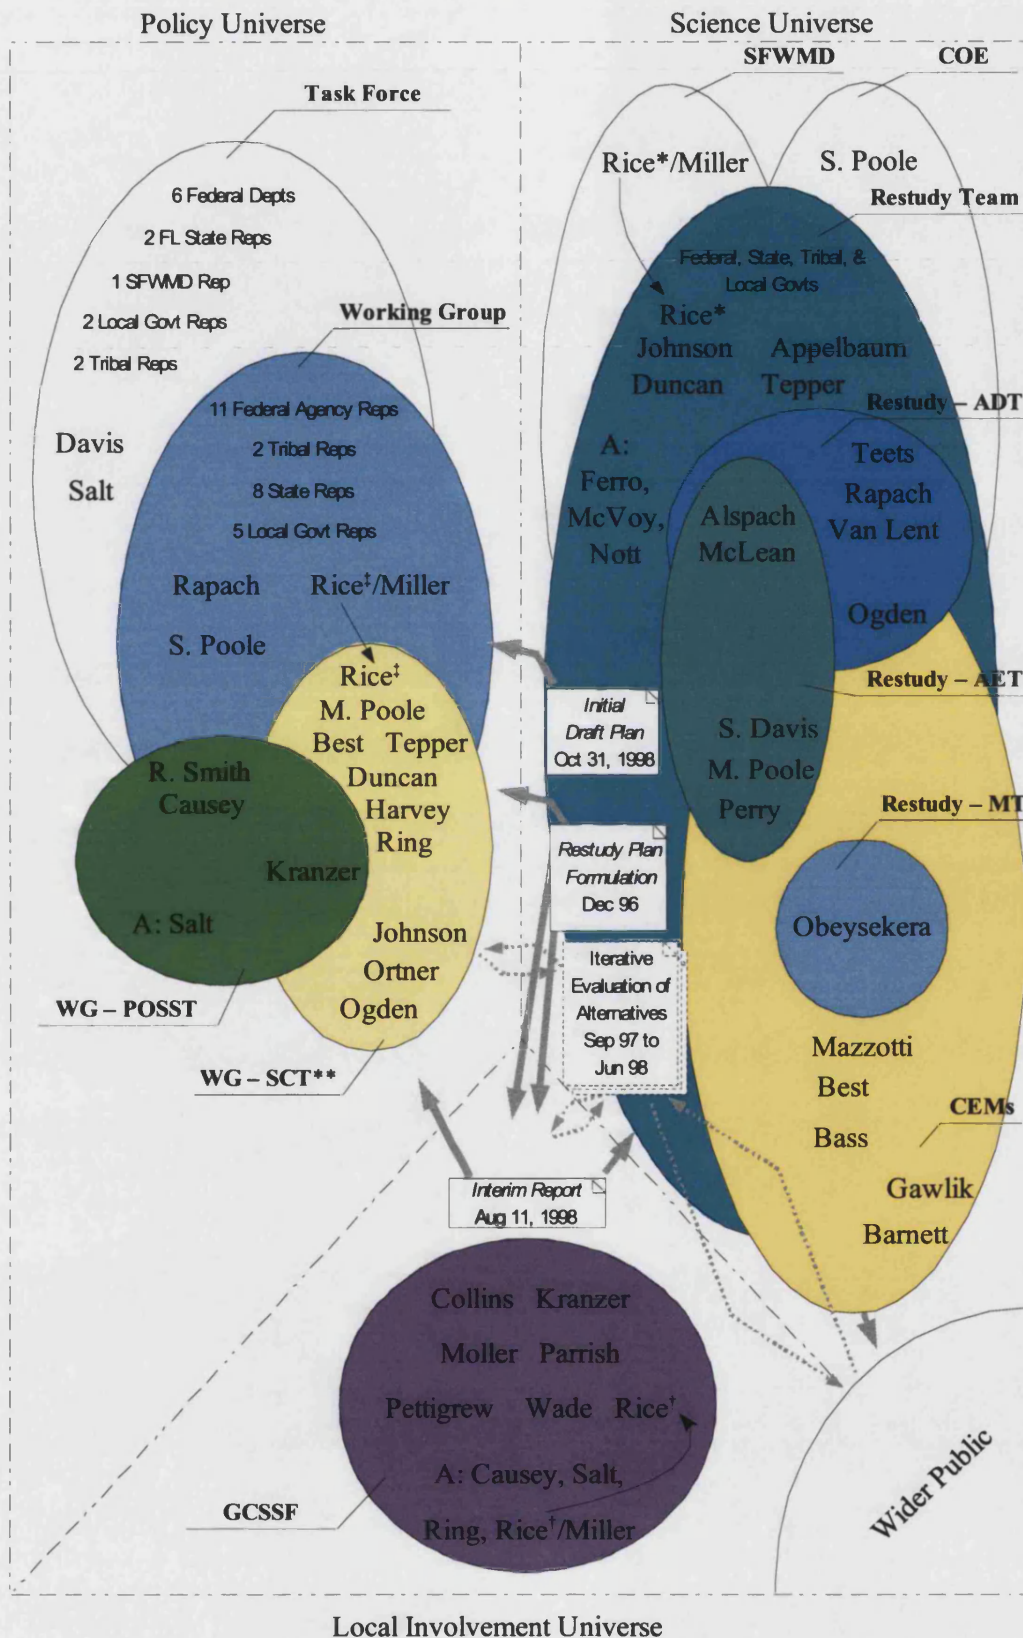 Policy Universe
Science Universe
SFWMD
COE
Task Force
6 Federal Depts
2 FL State Reps
1 SFWMD Rep
2 Local Govt Reps
2 Tribal Reps
Davis
Salt
Working Group
11 Federal Agency Reps
2 Tribal Reps
8 State Reps
5 Local Govt Reps
Rapach
Rice‡/Miller
S. Poole
Rice‡
M. Poole
Best Tepper
Duncan
Harvey
Ring
R. Smith
Causey
Kranzer
A: Salt
Johnson
Ortner
Ogden
WG – POSST
WG – SCT**
Rice*/Miller
S. Poole
Restudy Team
Federal, State, Tribal, &
Local Govts
Rice*
Johnson Appelbaum
Duncan Tepper
Restudy – ADT
A:
Ferro,
McVoy,
Nott
Teets
Rapach
Van Lent
Alspach
McLean
Ogden
Restudy – AET
S. Davis
M. Poole
Perry
Restudy – MT
Obeysekera
Mazzotti
Best
Bass
CEMs
Gawlik
Barnett
Initial
Draft Plan
Oct 31, 1998
Restudy Plan
Formulation
Dec 96
Iterative
Evaluation of
Alternatives
Sep 97 to
Jun 98
Interim Report
Aug 11, 1998
Collins Kranzer
Moller Parrish
Pettigrew Wade Rice†
A: Causey, Salt,
Ring, Rice†/Miller
GCSSF
Wider Public
Local Involvement Universe